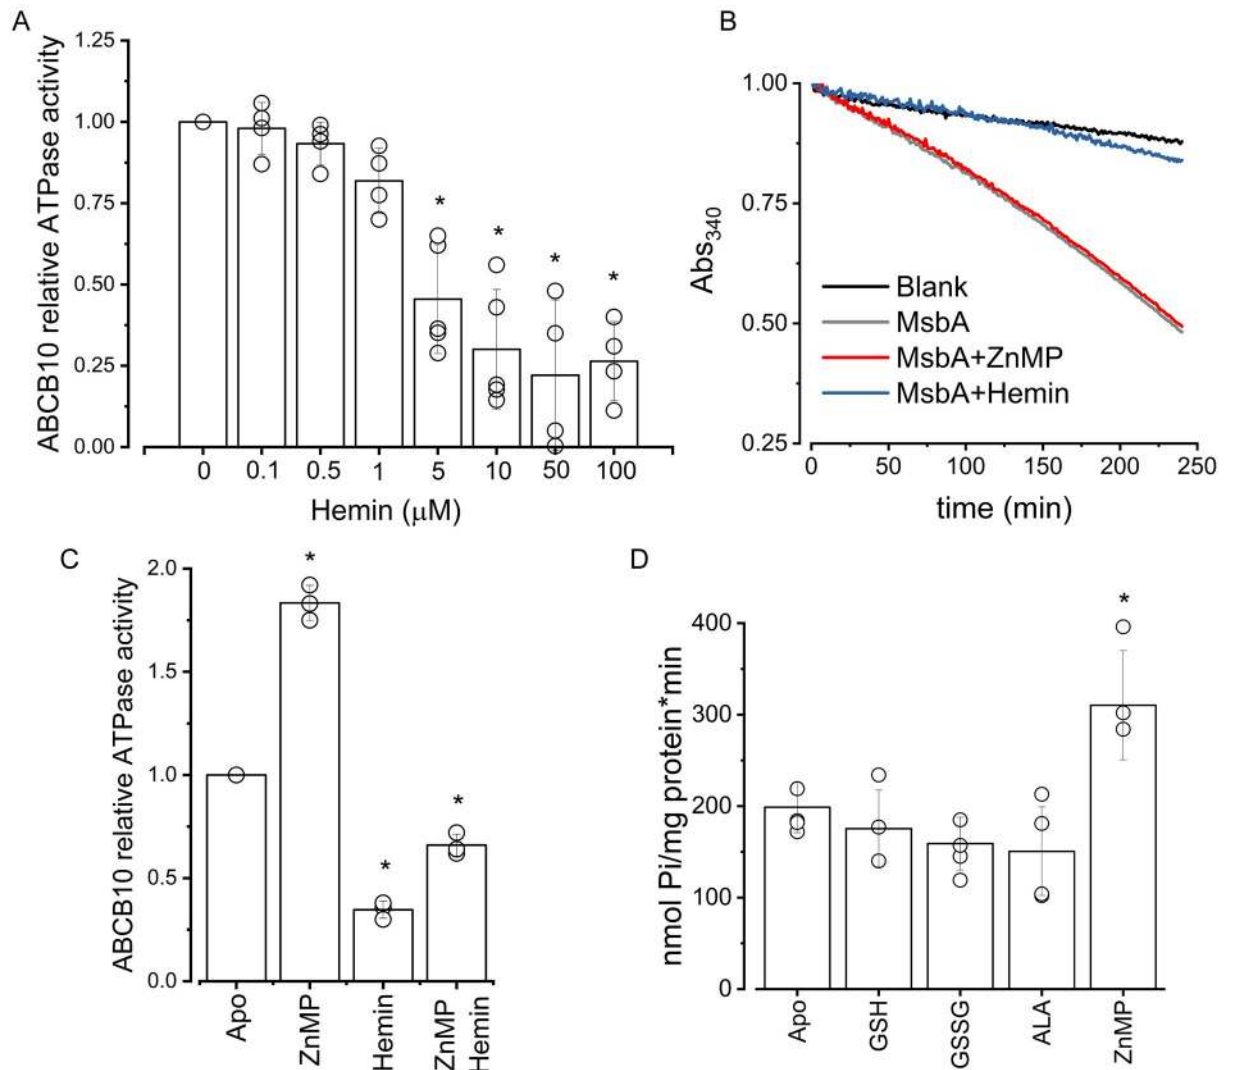 A
ABCB10 relative ATPase activity
1.25
1.00
0.75
0.50
0.25
0.00
* * * *
0 0.1 0.5 1 5 10 50 100
Hemin (μM)
B
Abs340
1.00
0.75
0.50
0.25
Blank
MsbA
MsbA+ZnMP
MsbA+Hemin
0 50 100 150 200 250
time (min)
C
ABCB10 relative ATPase activity
2.0
1.5
1.0
0.5
0.0
* * *
Apo
ZnMP
Hemin
ZnMP
Hemin
D
nmol Pi/mg protein*min
400
300
200
100
0
*
Apo
GSH
GSSG
ALA
ZnMP